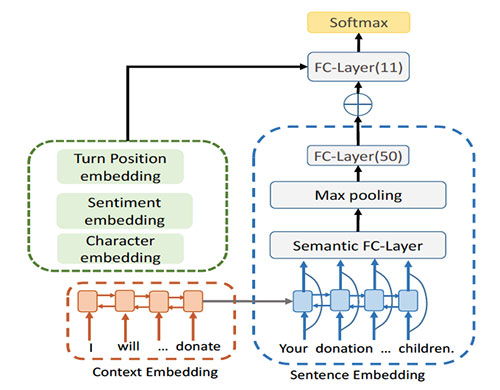 Softmax
FC-Layer(11)
Turn Position
embedding
Sentiment
embedding
Character
embedding
FC-Layer(50)
Max pooling
Semantic FC-Layer
I will ... donate
Context Embedding
Your donation ... children.
Sentence Embedding